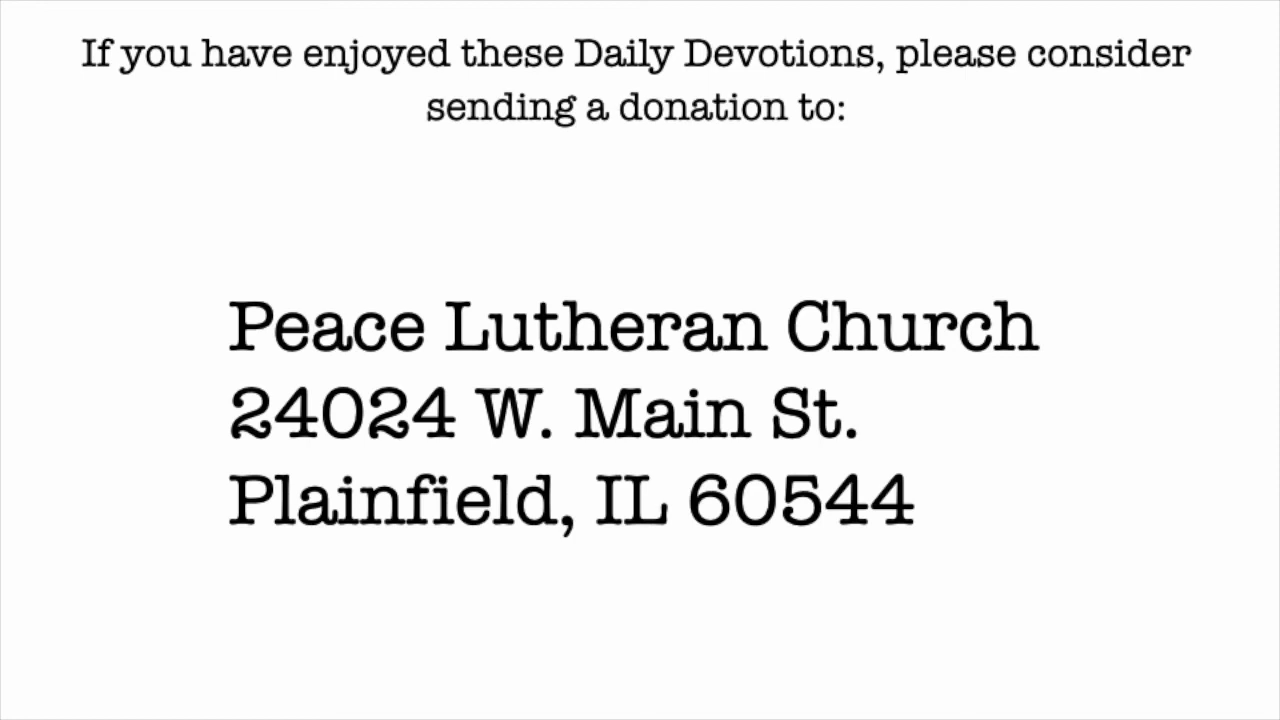 If you have enjoyed these Daily Devotions, please consider
sending a donation to:
Peace Lutheran Church
24024 W. Main St.
Plainfield, IL 60544